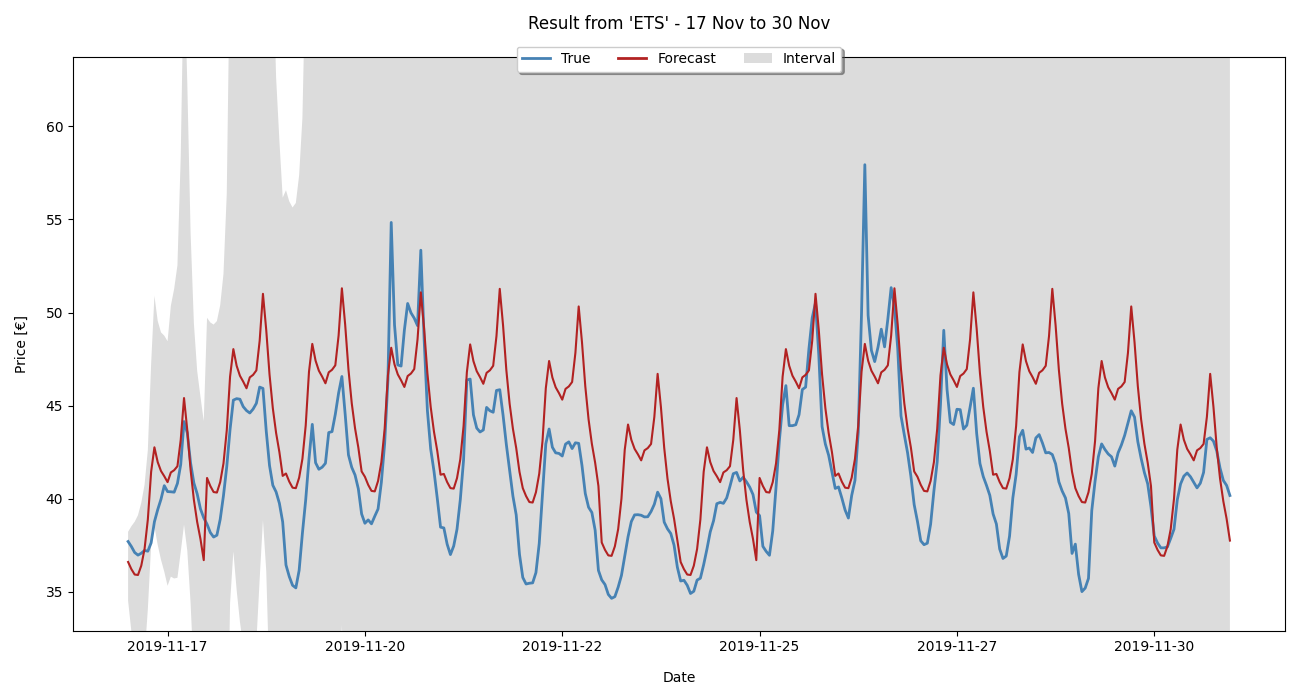 Result from 'ETS' - 17 Nov to 30 Nov
True Forecast Interval
Price [€]
60
55
50
45
40
35
2019-11-17 2019-11-20 2019-11-22 2019-11-25 2019-11-27 2019-11-30
Date